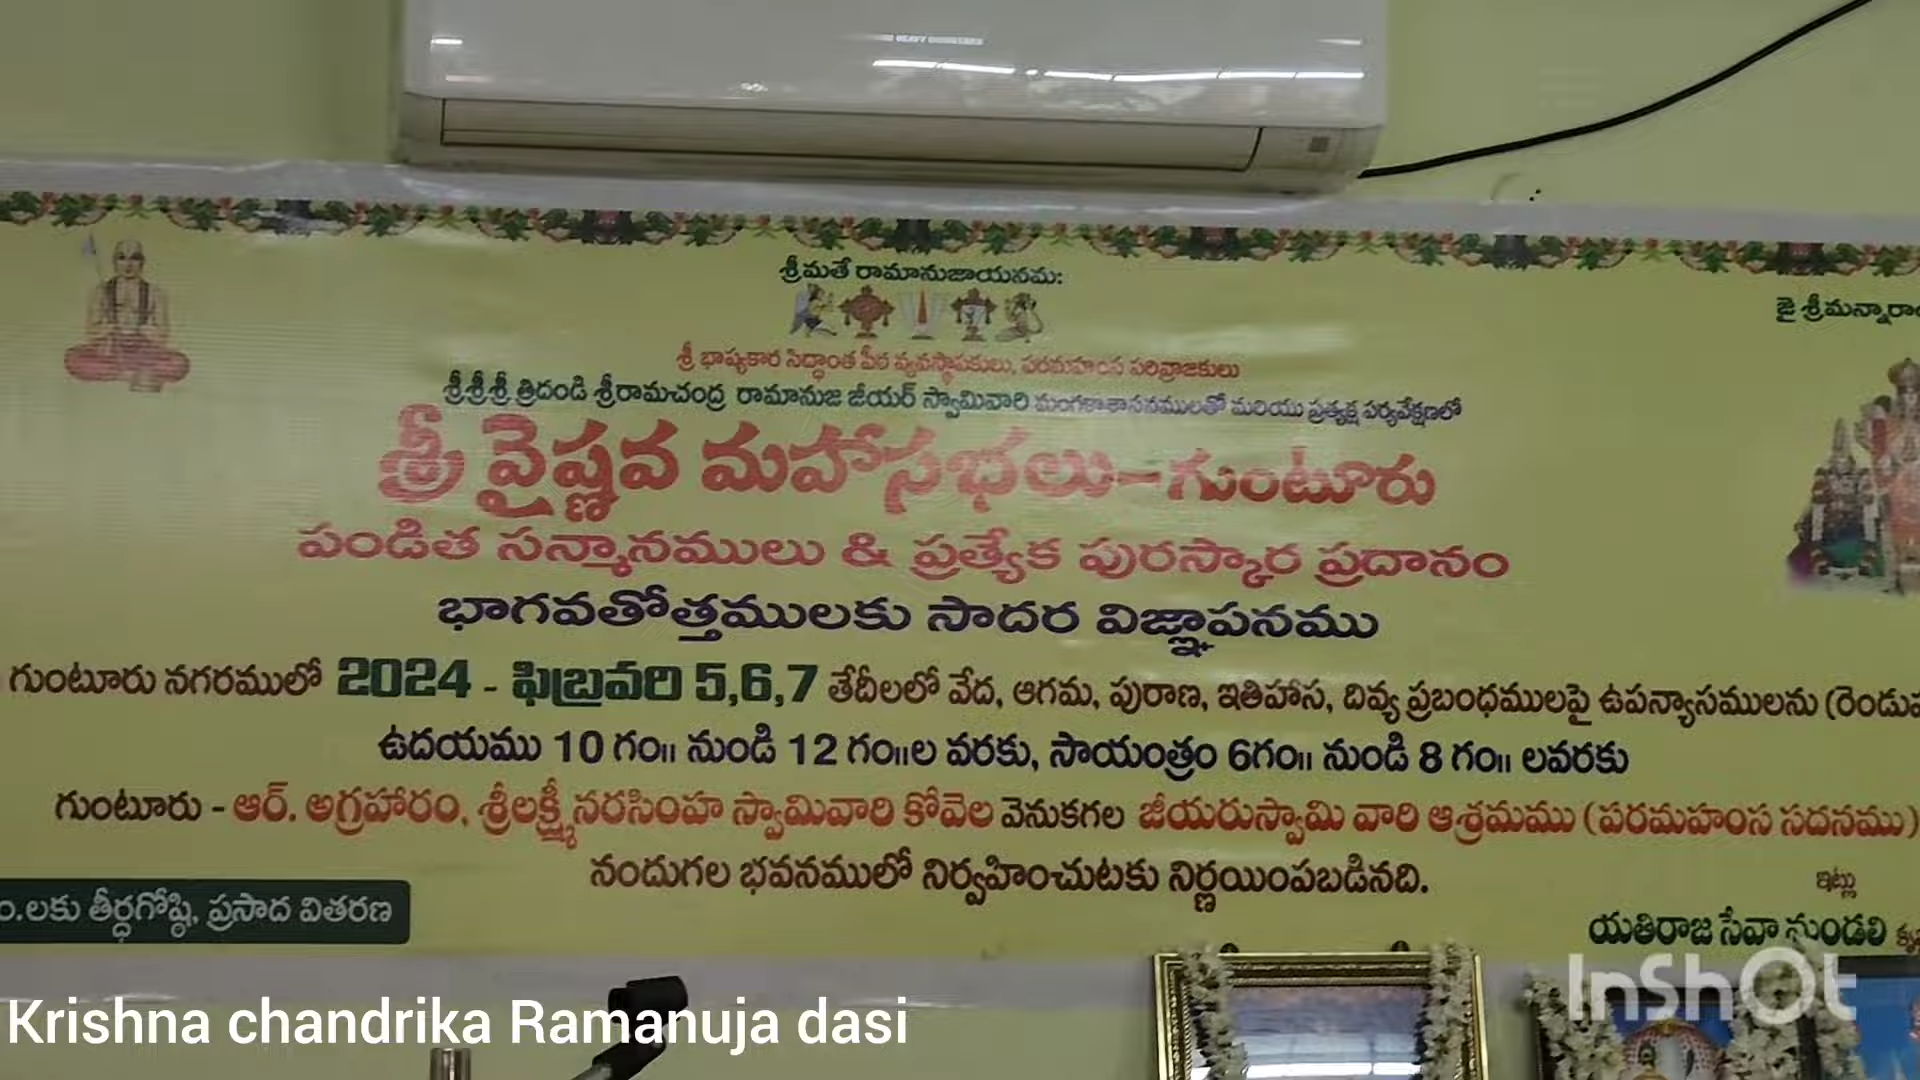 శ్రీమతే రామానుజాయనమః
జై శ్రీమన్నారా
శ్రీ భాష్యకార సిద్ధాంత పీఠ వ్యవస్థాపకులు, పరమహంస పరివ్రాజకులు
శ్రీశ్రీశ్రీ త్రిదండి శ్రీరామచంద్ర రామానుజ జీయర్ స్వామివారి మంగళాశాసనములతో మరియు ప్రత్యక్ష పర్యవేక్షణలో
శ్రీ వైష్ణవ మహాసభలు-గుంటూరు
పండిత సన్మానములు & ప్రత్యేక పురస్కార ప్రదానం
భాగవతోత్తములకు సాదర విజ్ఞాపనము
గుంటూరు నగరములో 2024 - ఫిబ్రవరి 5,6,7 తేదీలలో వేద, ఆగమ, పురాణ, ఇతిహాస, దివ్య ప్రబంధములపై ఉపన్యాసములను (రెండుపూ
ఉదయము 10 గం॥ నుండి 12 గం॥ల వరకు, సాయంత్రం 6గం॥ నుండి 8 గం॥ లవరకు
గుంటూరు - ఆర్. అగ్రహారం, శ్రీలక్ష్మీనరసింహ స్వామివారి కోవెల వెనుకగల జీయరుస్వామి వారి ఆశ్రమము (పరమహంస సదనము)
నందుగల భవనములో నిర్వహించుటకు నిర్ణయింపబడినది.
ఇట్లు
ం.లకు తీర్థగోష్ఠి, ప్రసాద వితరణ
యతిరాజ సేవా మండలి
InShOt
Krishna chandrika Ramanuja dasi